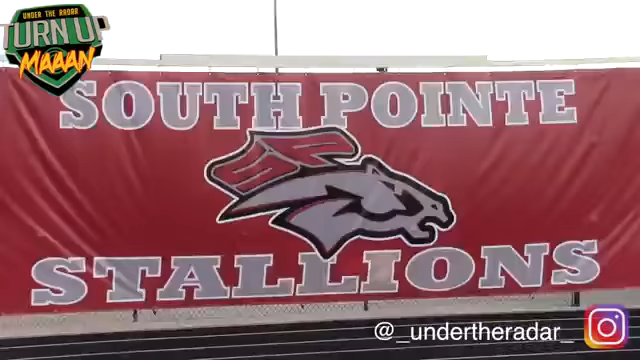 UNDER THE RADAR
TURN UP
MAAAN
SOUTH POINTE
STALLIONS
@_undertheradar_